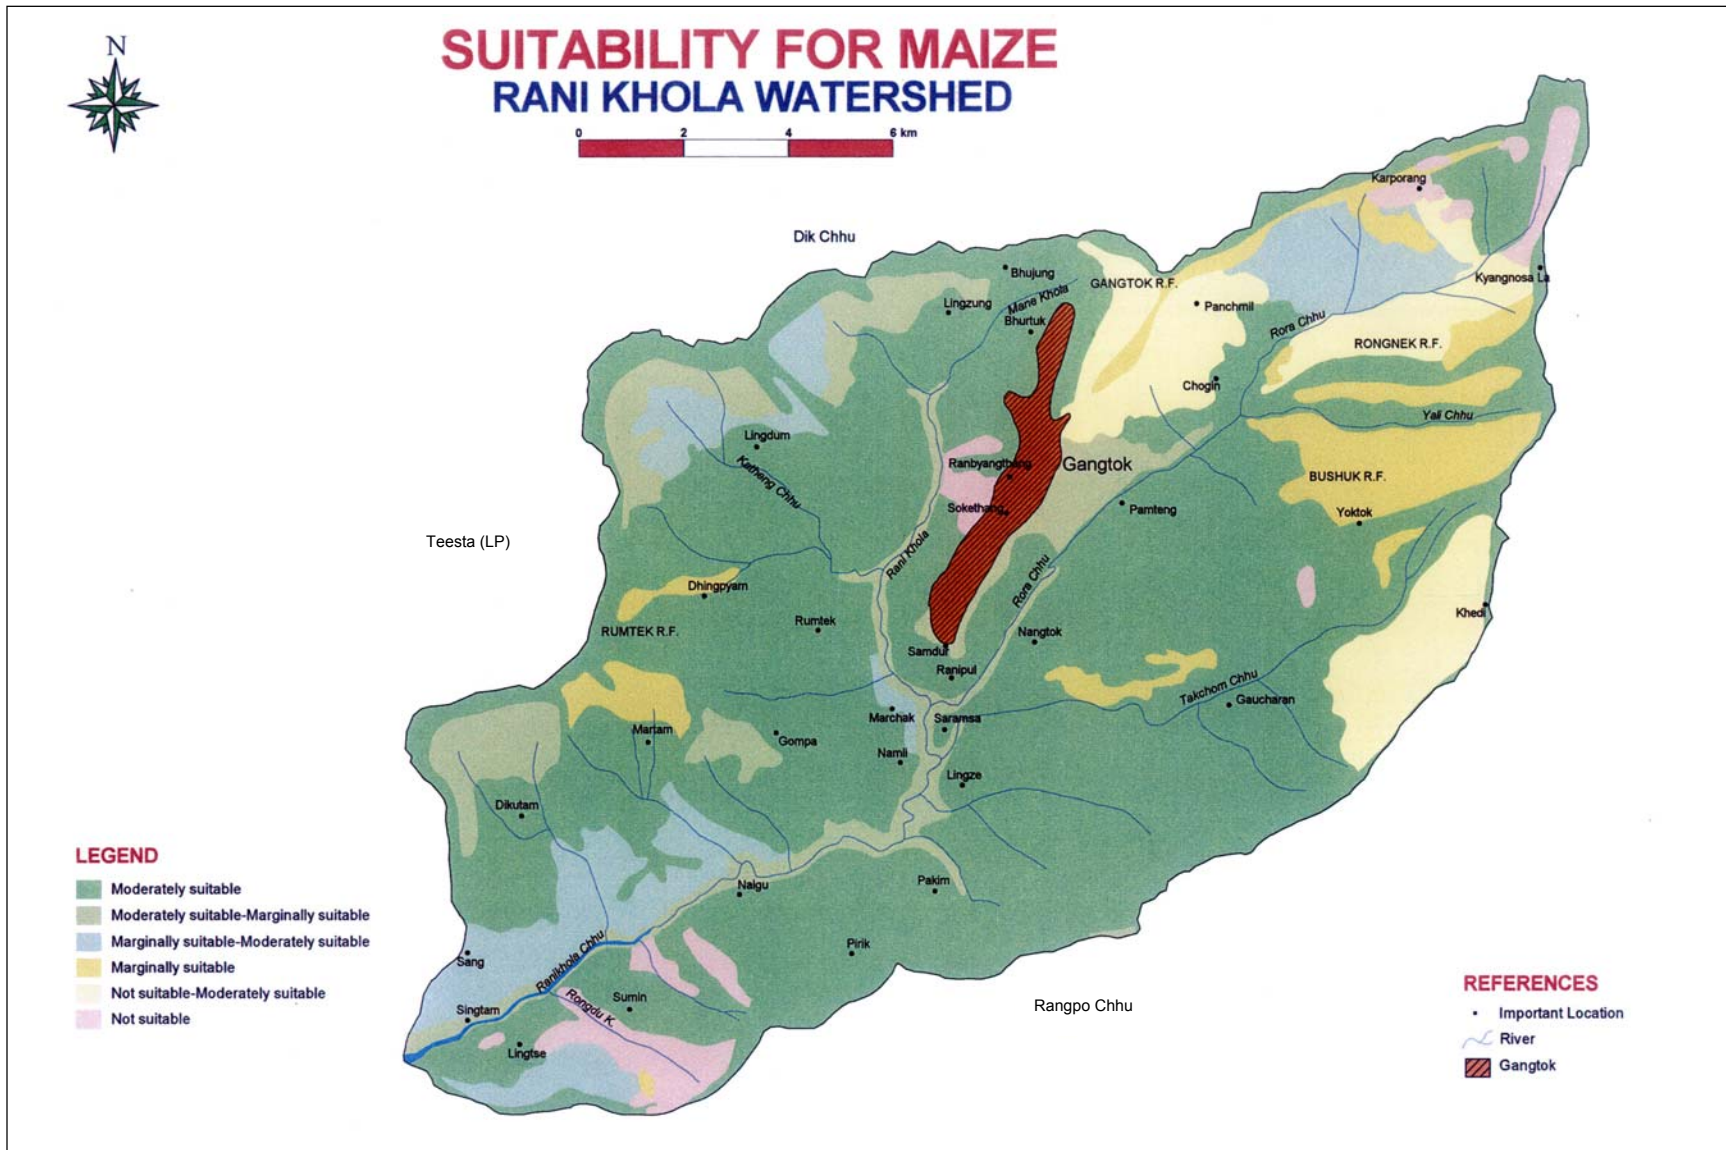 N
SUITABILITY FOR MAIZE
RANI KHOLA WATERSHED
0 2 4 6 km
Karporang
Dik Chhu
Bhujung
Kyangnosa La
GANGTOK R.F.
Mane Khola
Lingzung
Panchmil
Bhurtuk
Rora Chhu
RONGNEK R.F.
Chogin
Yali Chhu
Lingdum
Ranbyangthang
Gangtok
Katheng Chhu
BUSHUK R.F.
Sokethang
Pamteng
Yoktok
Teesta (LP)
Rani Khola
Rora Chhu
Dhingpyam
Khedi
Rumtek
RUMTEK R.F.
Nangtok
Samdur
Ranipul
Takchom Chhu
Gaucharan
Marchak
Saramsa
Martam
Gompa
Namli
Lingze
Dikutam
Naigu
Pakim
Pirik
Ranikhola Chhu
Sang
Sumin
Rongdu K.
Singtam
Rangpo Chhu
Lingtse
LEGEND
Moderately suitable
Moderately suitable-Marginally suitable
Marginally suitable-Moderately suitable
Marginally suitable
Not suitable-Moderately suitable
Not suitable
REFERENCES
Important Location
River
Gangtok